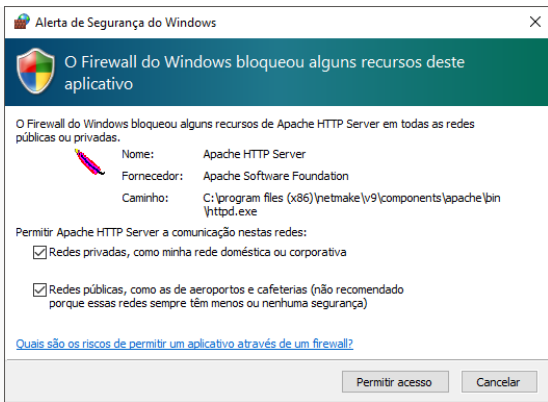 Alerta de Segurança do Windows
O Firewall do Windows bloqueou alguns recursos deste
aplicativo
O Firewall do Windows bloqueou alguns recursos de Apache HTTP Server em todas as redes
públicas ou privadas.
Nome: Apache HTTP Server
Fornecedor: Apache Software Foundation
Caminho: C:\program files (x86)\netmake\v9\components\apache\bin
\httpd.exe
Permitir Apache HTTP Server a comunicação nestas redes:
Redes privadas, como minha rede doméstica ou corporativa
Redes públicas, como as de aeroportos e cafeterias (não recomendado
porque essas redes sempre têm menos ou nenhuma segurança)
Quais são os riscos de permitir um aplicativo através de um firewall?
Permitir acesso Cancelar